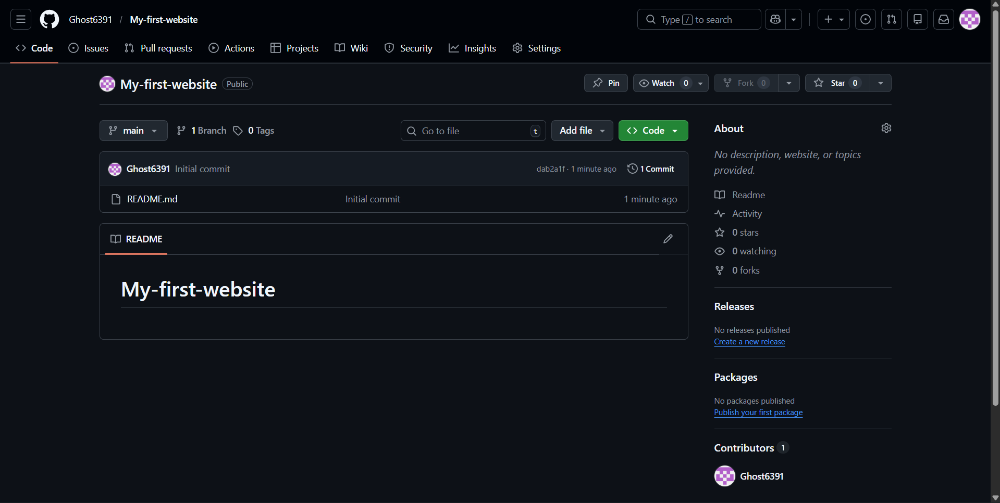 Ghost6391 / My-first-website
Type / to search
Code Issues Pull requests Actions Projects Wiki Security Insights Settings
My-first-website Public
Pin Watch 0 Fork 0 Star 0
main 1 Branch 0 Tags Go to file t Add file Code
Ghost6391 Initial commit dab2a1f · 1 minute ago 1 Commit
README.md Initial commit 1 minute ago
README
My-first-website
About
No description, website, or topics
provided.
Readme
Activity
0 stars
0 watching
0 forks
Releases
No releases published
Create a new release
Packages
No packages published
Publish your first package
Contributors 1
Ghost6391